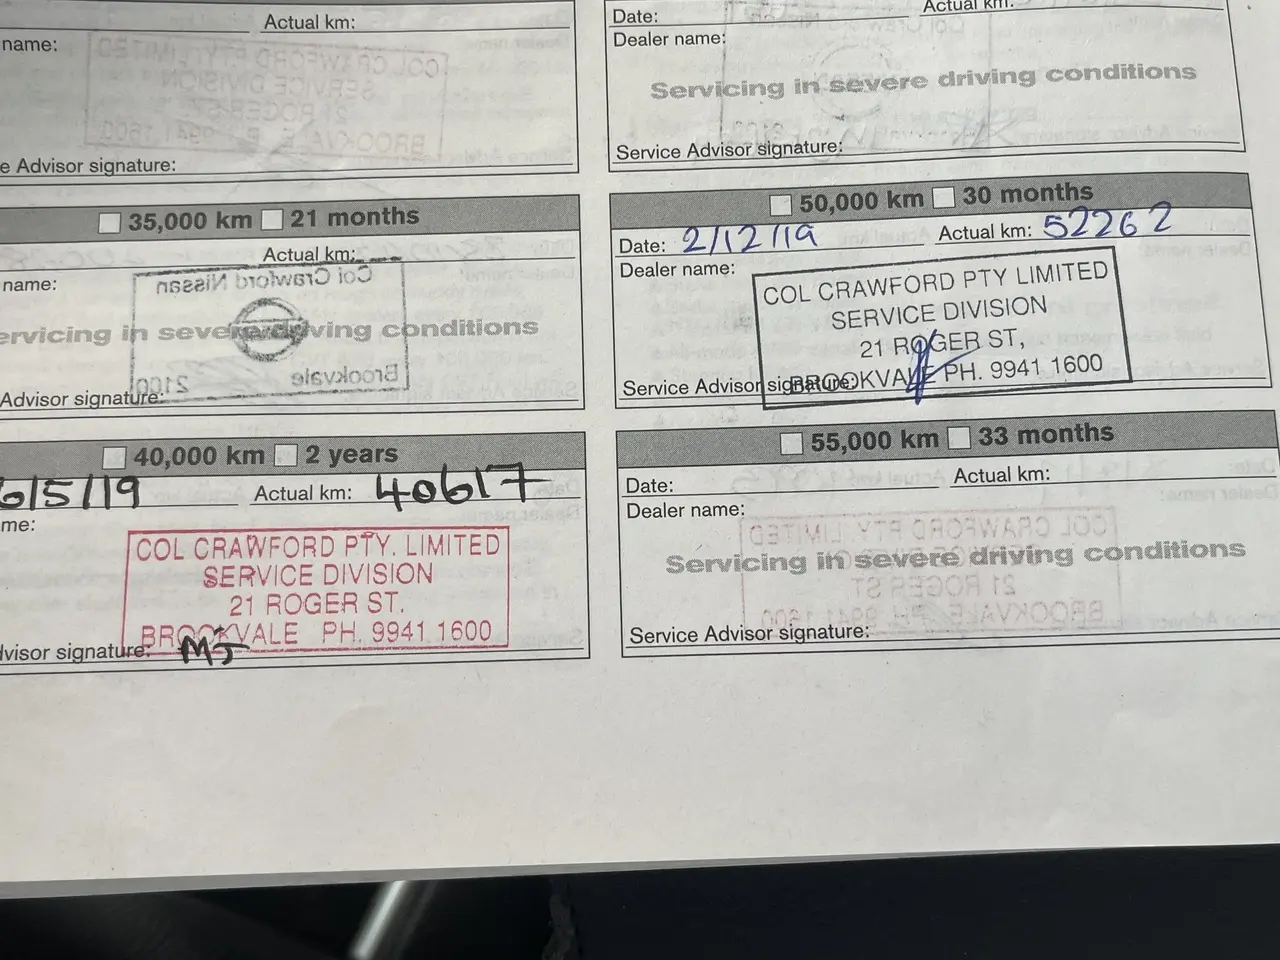 Actual km:
name:
e Advisor signature:
35,000 km 21 months
Actual km:
name:
ervicing in severe driving conditions
Col Crawford Nissan
Brookvale 2100
Advisor signature:
40,000 km 2 years
6/5/19 Actual km: 40617
me:
COL CRAWFORD PTY. LIMITED
SERVICE DIVISION
21 ROGER ST.
BROOKVALE PH. 9941 1600
dvisor signature: MJ
Date: Actual km:
Dealer name:
Servicing in severe driving conditions
Service Advisor signature:
50,000 km 30 months
Date: 2/12/19 Actual km: 52262
Dealer name:
COL CRAWFORD PTY LIMITED
SERVICE DIVISION
21 ROGER ST,
BROOKVALE PH. 9941 1600
Service Advisor signature:
55,000 km 33 months
Date: Actual km:
Dealer name:
Servicing in severe driving conditions
Service Advisor signature: